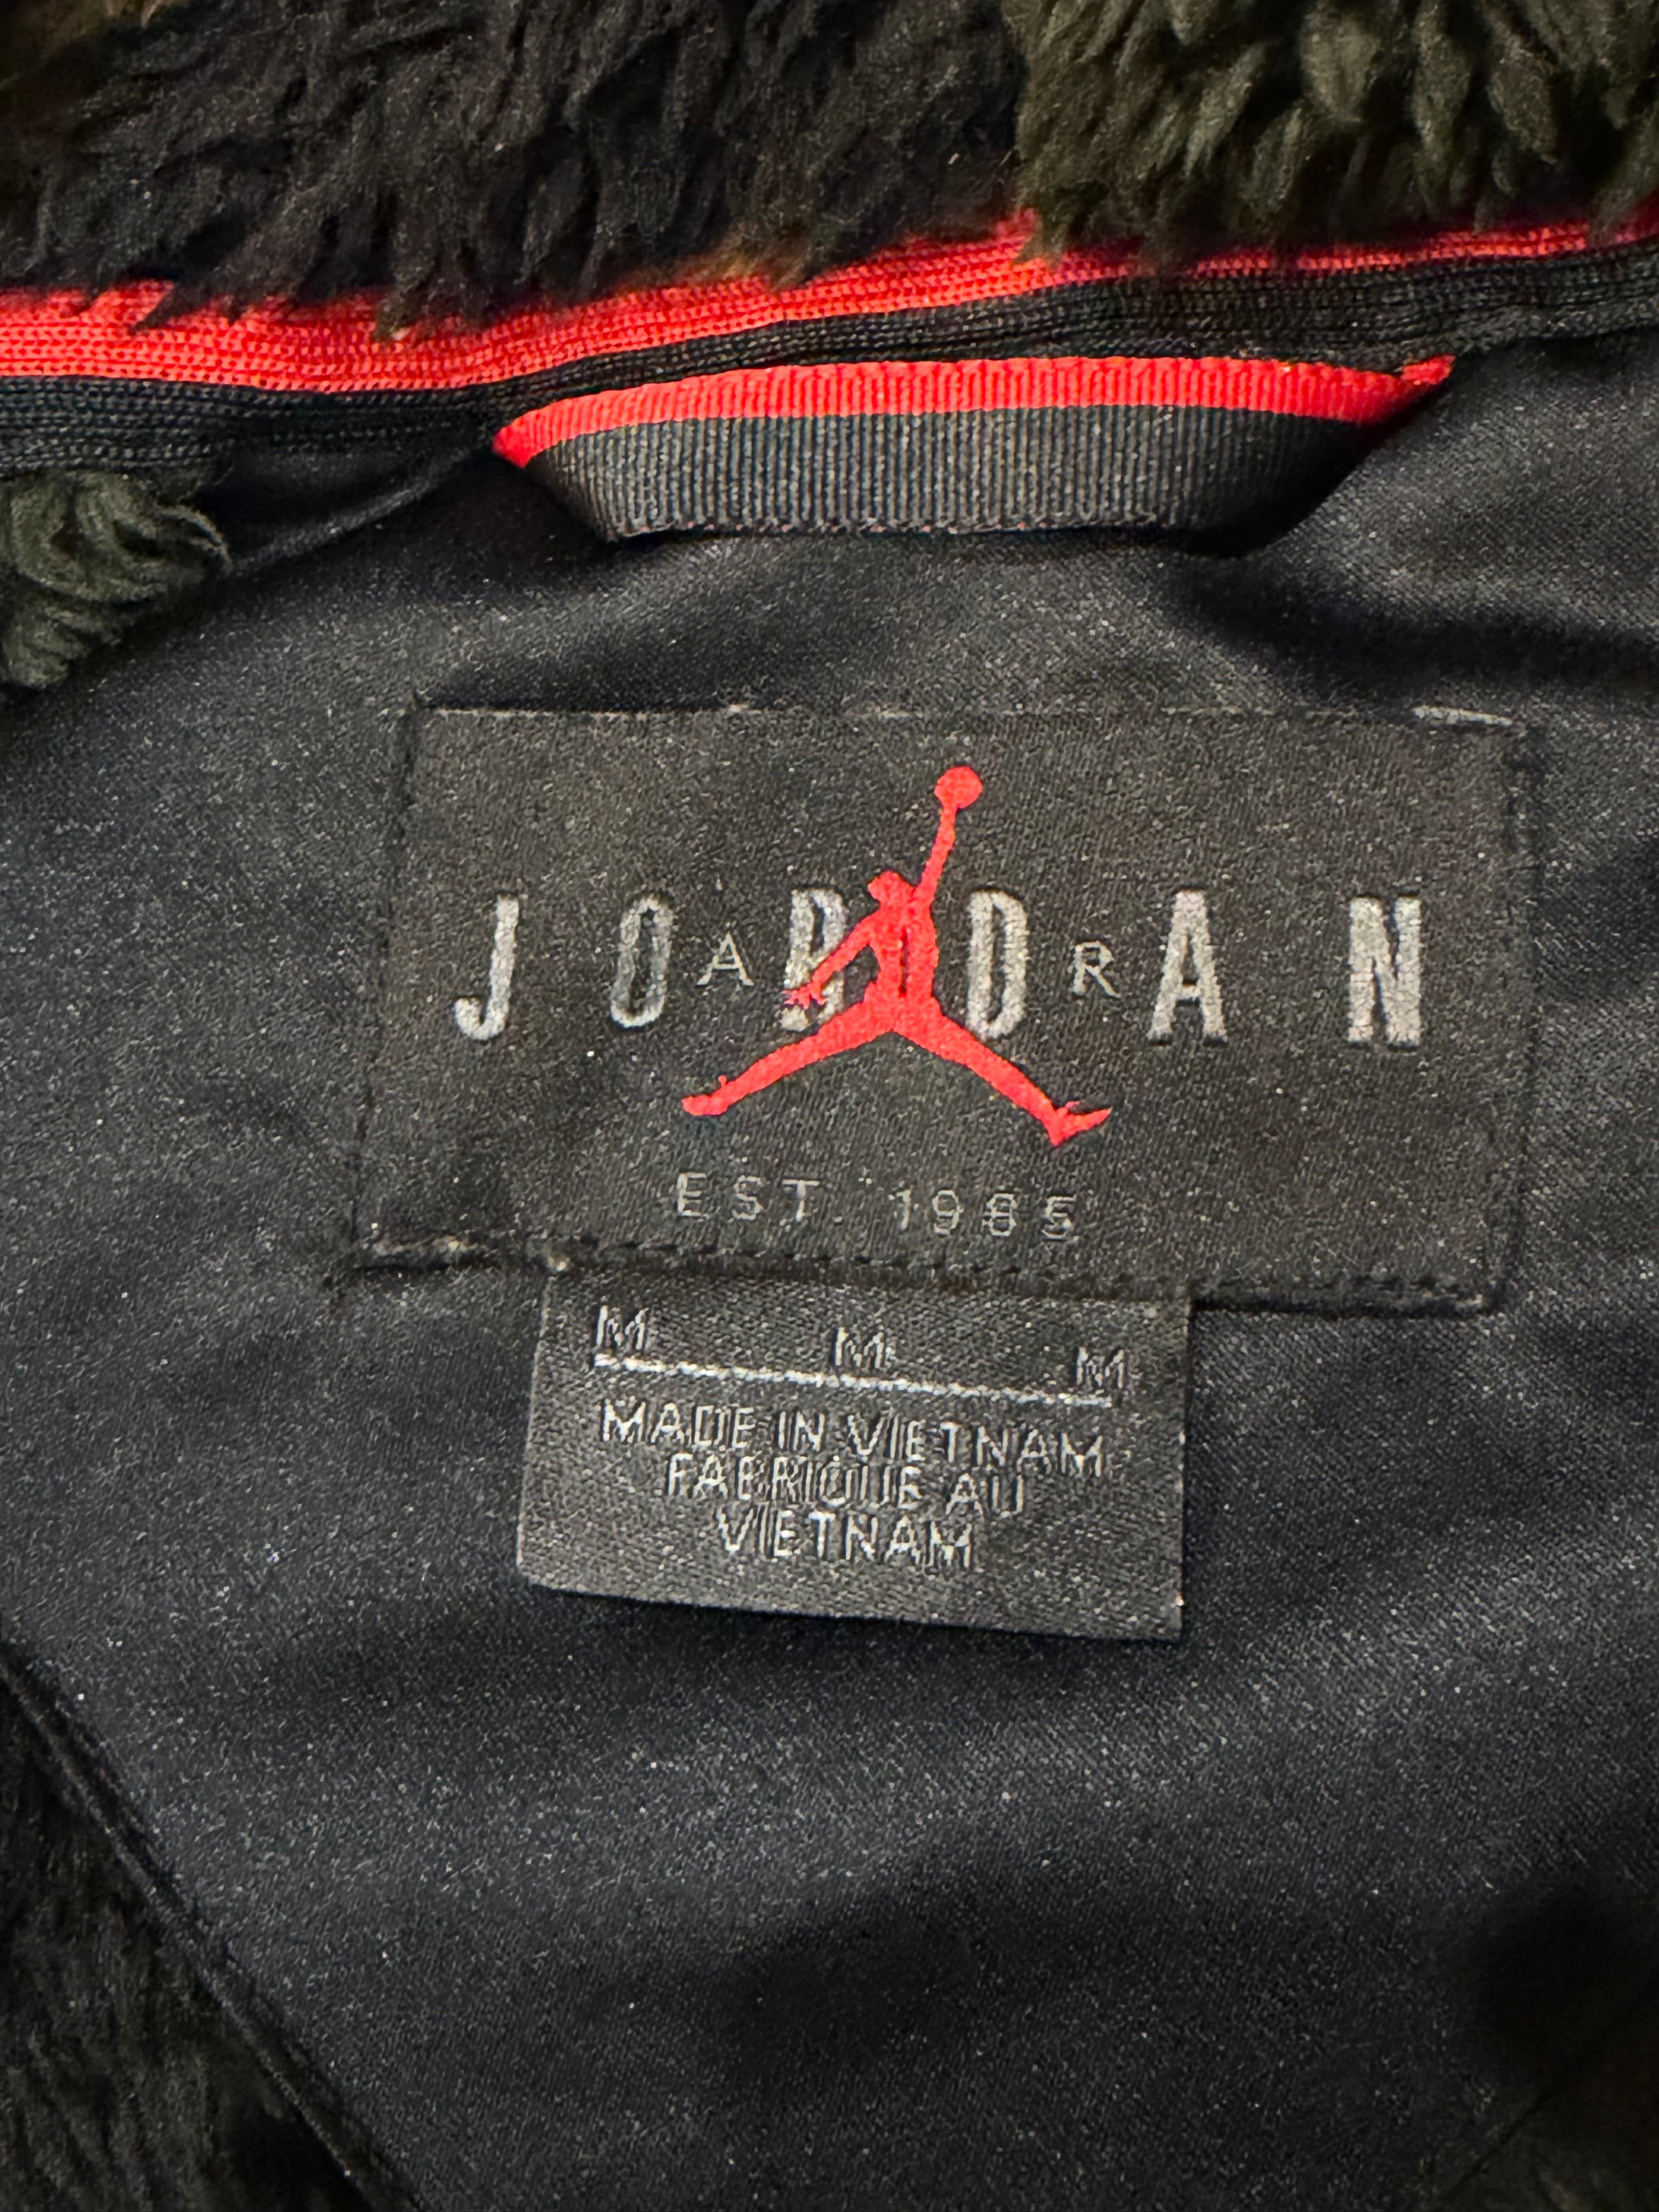 JORDAN
AIR
EST. 1985
M M M
MADE IN VIETNAM
FABRIQUE AU
VIETNAM